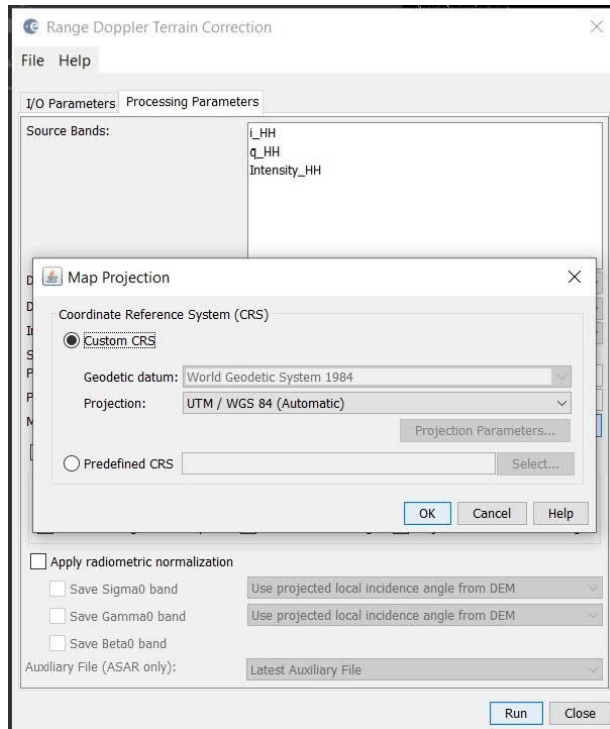 Range Doppler Terrain Correction
File Help
I/O Parameters Processing Parameters
Source Bands:
i_HH
q_HH
Intensity_HH
Map Projection
Coordinate Reference System (CRS)
Custom CRS
Geodetic datum: World Geodetic System 1984
Projection: UTM / WGS 84 (Automatic)
Projection Parameters...
Predefined CRS Select...
OK Cancel Help
Apply radiometric normalization
Save Sigma0 band Use projected local incidence angle from DEM
Save Gamma0 band Use projected local incidence angle from DEM
Save Beta0 band
Auxiliary File (ASAR only): Latest Auxiliary File
Run Close